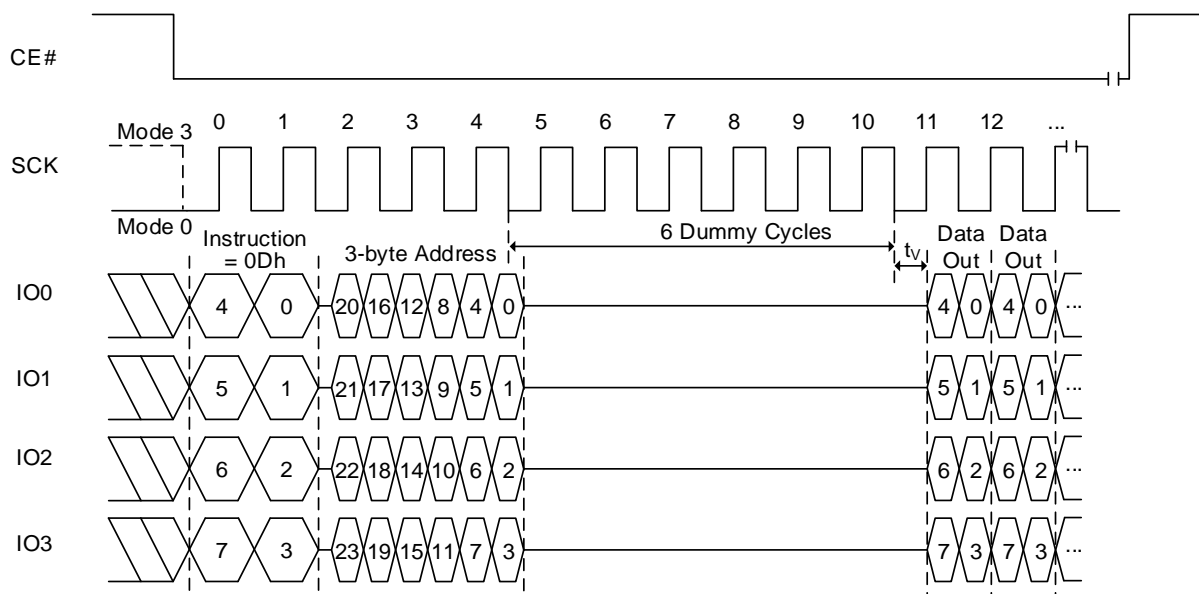 CE#
0 1 2 3 4 5 6 7 8 9 10 11 12 ...
Mode 3
SCK
Mode 0
Instruction
= 0Dh
3-byte Address
6 Dummy Cycles
tV
Data
Out
Data
Out
IO0 4 0 20 16 12 8 4 0 4 0 4 0 ...
IO1 5 1 21 17 13 9 5 1 5 1 5 1 ...
IO2 6 2 22 18 14 10 6 2 6 2 6 2 ...
IO3 7 3 23 19 15 11 7 3 7 3 7 3 ...